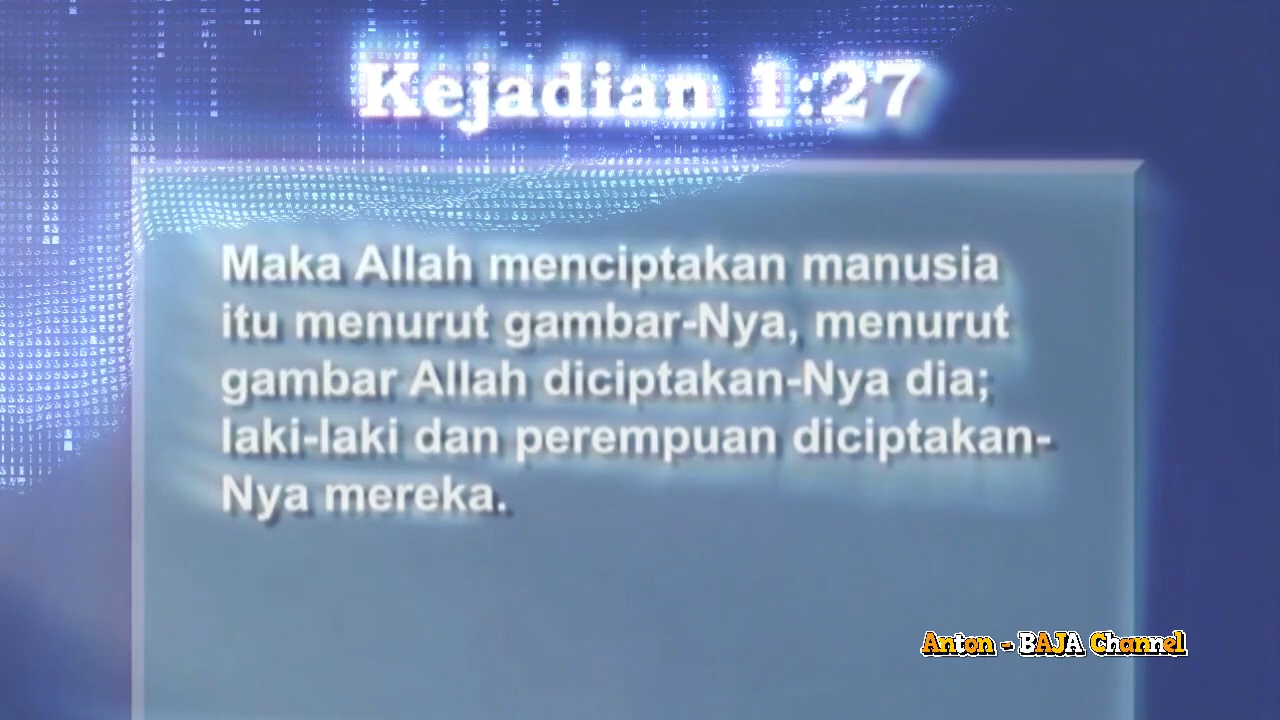 Kejadian 1:27
Maka Allah menciptakan manusia
itu menurut gambar-Nya, menurut
gambar Allah diciptakan-Nya dia;
laki-laki dan perempuan diciptakan-
Nya mereka.
Anton - BAJA Channel